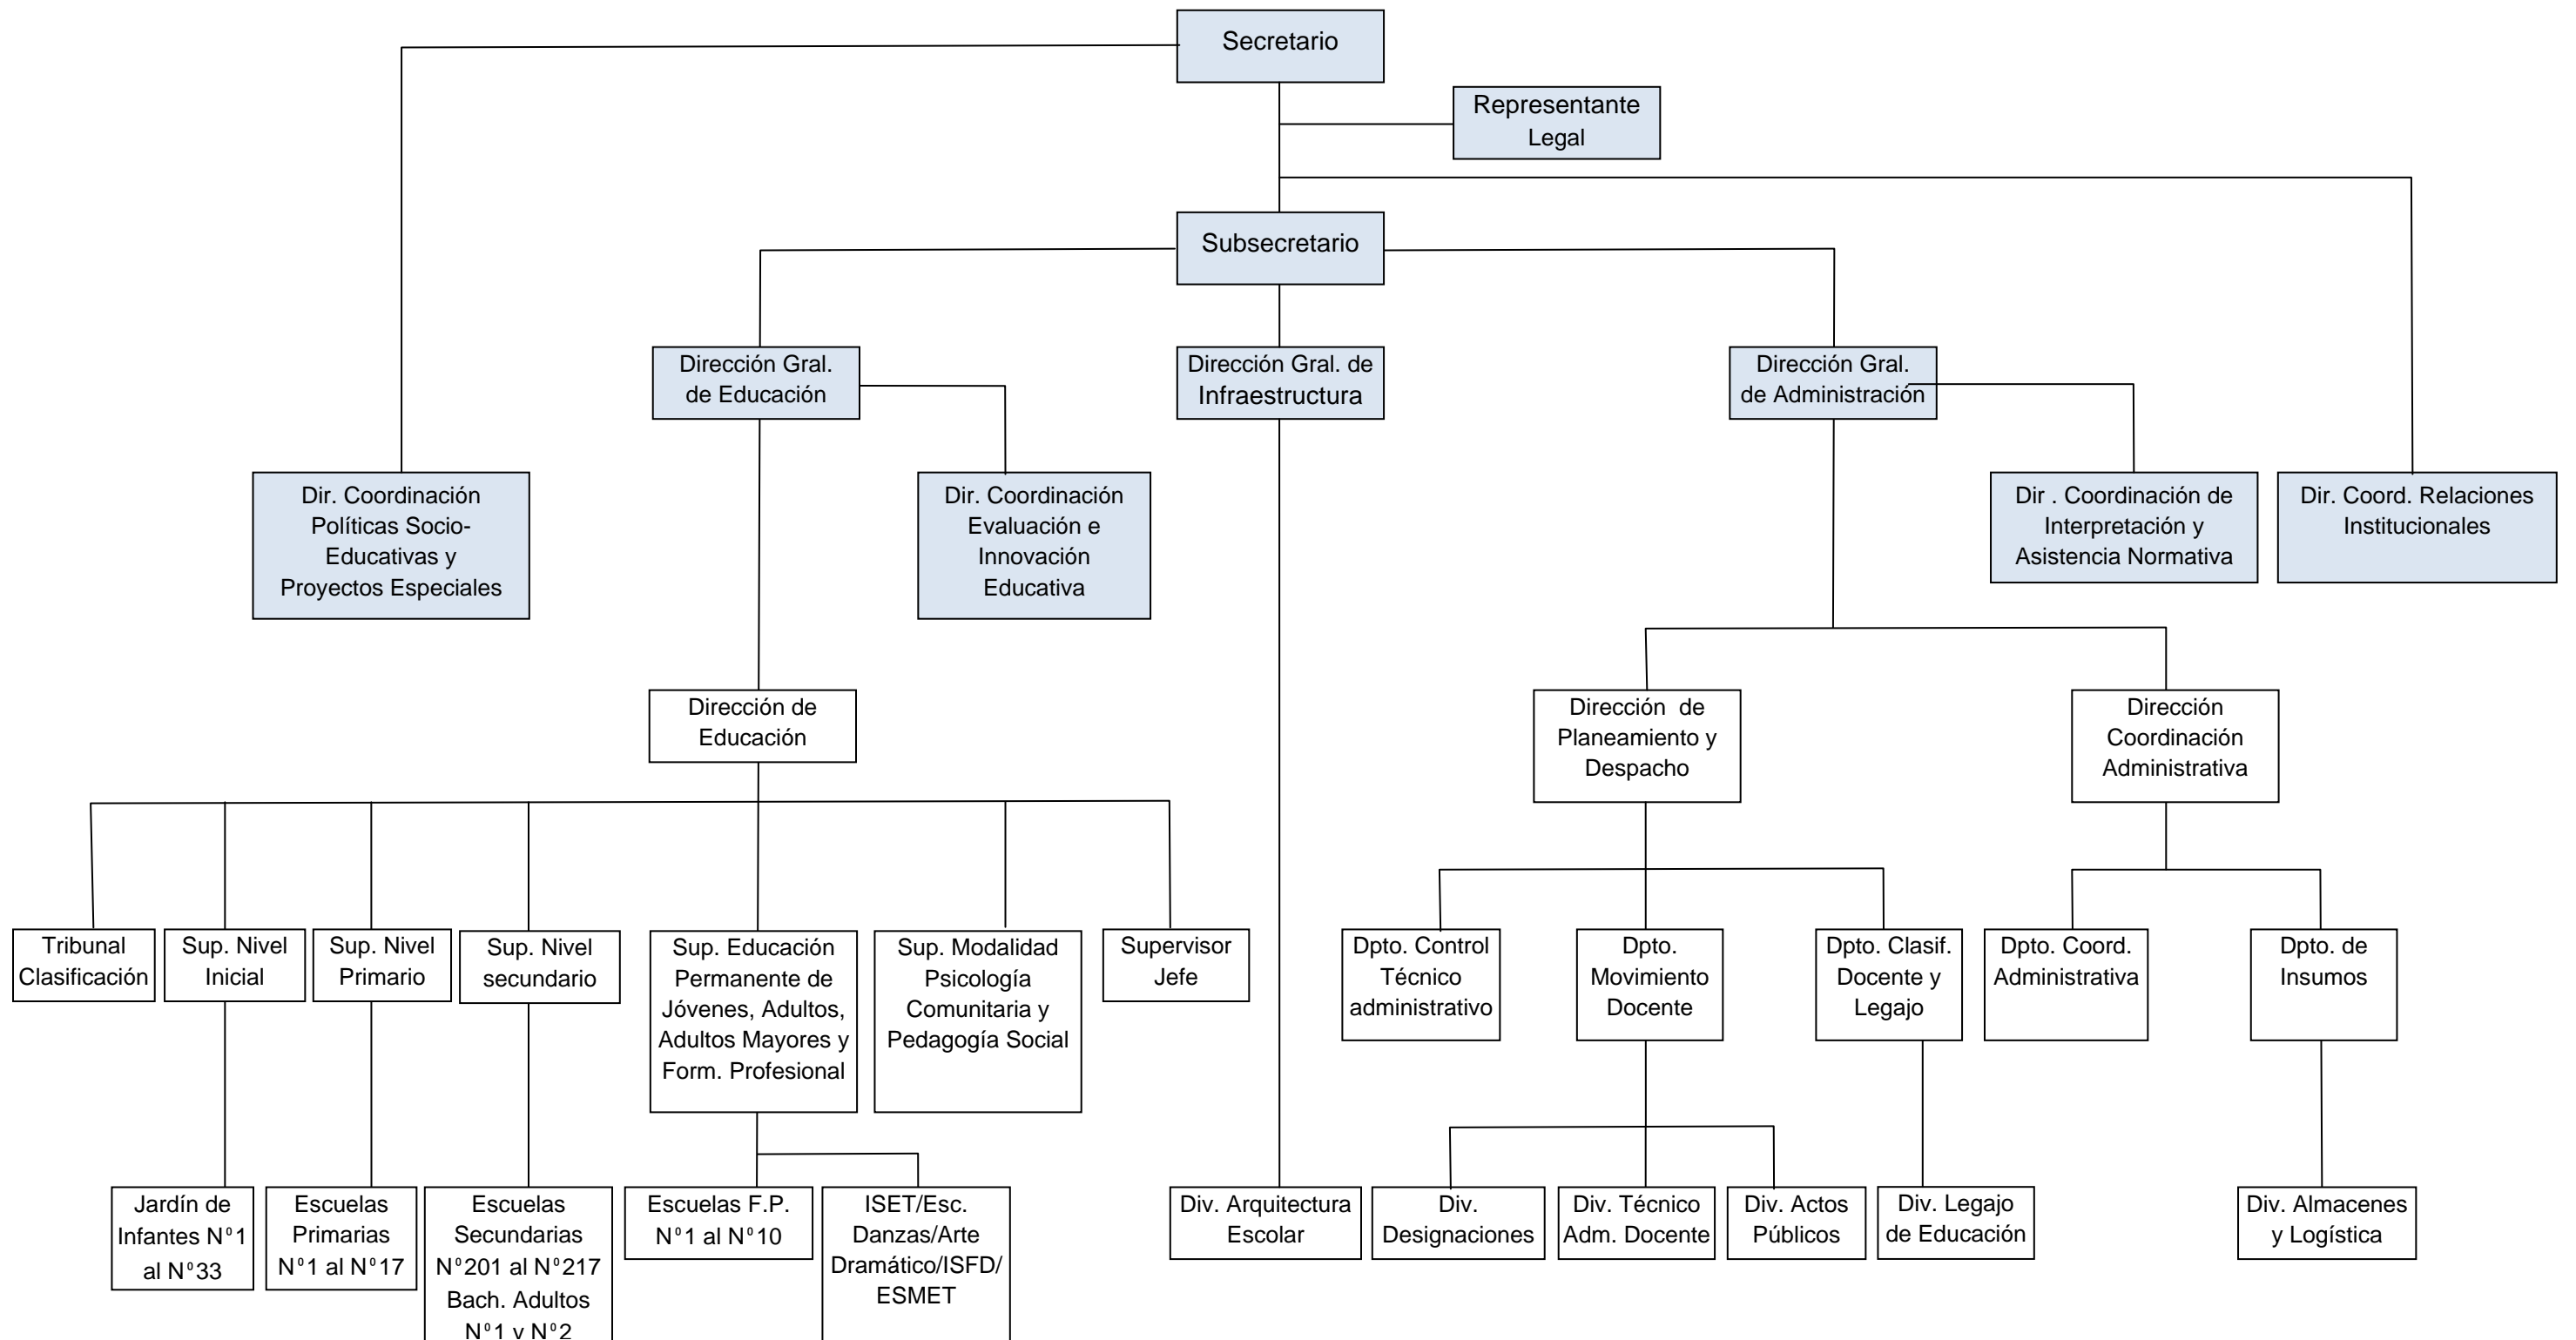 Secretario
Representante
Legal
Subsecretario
Dirección Gral.
de Educación
Dirección Gral. de
Infraestructura
Dirección Gral.
de Administración
Dir. Coordinación
Políticas Socio-
Educativas y
Proyectos Especiales
Dir. Coordinación
Evaluación e
Innovación
Educativa
Dir . Coordinación de
Interpretación y
Asistencia Normativa
Dir. Coord. Relaciones
Institucionales
Dirección de
Educación
Dirección  de
Planeamiento y
Despacho
Dirección
Coordinación
Administrativa
Tribunal
Clasificación
Sup. Nivel
Inicial
Sup. Nivel
Primario
Sup. Nivel
secundario
Sup. Educación
Permanente de
Jóvenes, Adultos,
Adultos Mayores y
Form. Profesional
Sup. Modalidad
Psicología
Comunitaria y
Pedagogía Social
Supervisor
Jefe
Dpto. Control
Técnico
administrativo
Dpto.
Movimiento
Docente
Dpto. Clasif.
Docente y
Legajo
Dpto. Coord.
Administrativa
Dpto. de
Insumos
Jardín de
Infantes Nº1
al Nº33
Escuelas
Primarias
Nº1 al Nº17
Escuelas
Secundarias
Nº201 al Nº217
Bach. Adultos
Nº1 y Nº2
Escuelas F.P.
Nº1 al Nº10
ISET/Esc.
Danzas/Arte
Dramático/ISFD/
ESMET
Div. Arquitectura
Escolar
Div.
Designaciones
Div. Técnico
Adm. Docente
Div. Actos
Públicos
Div. Legajo
de Educación
Div. Almacenes
y Logística